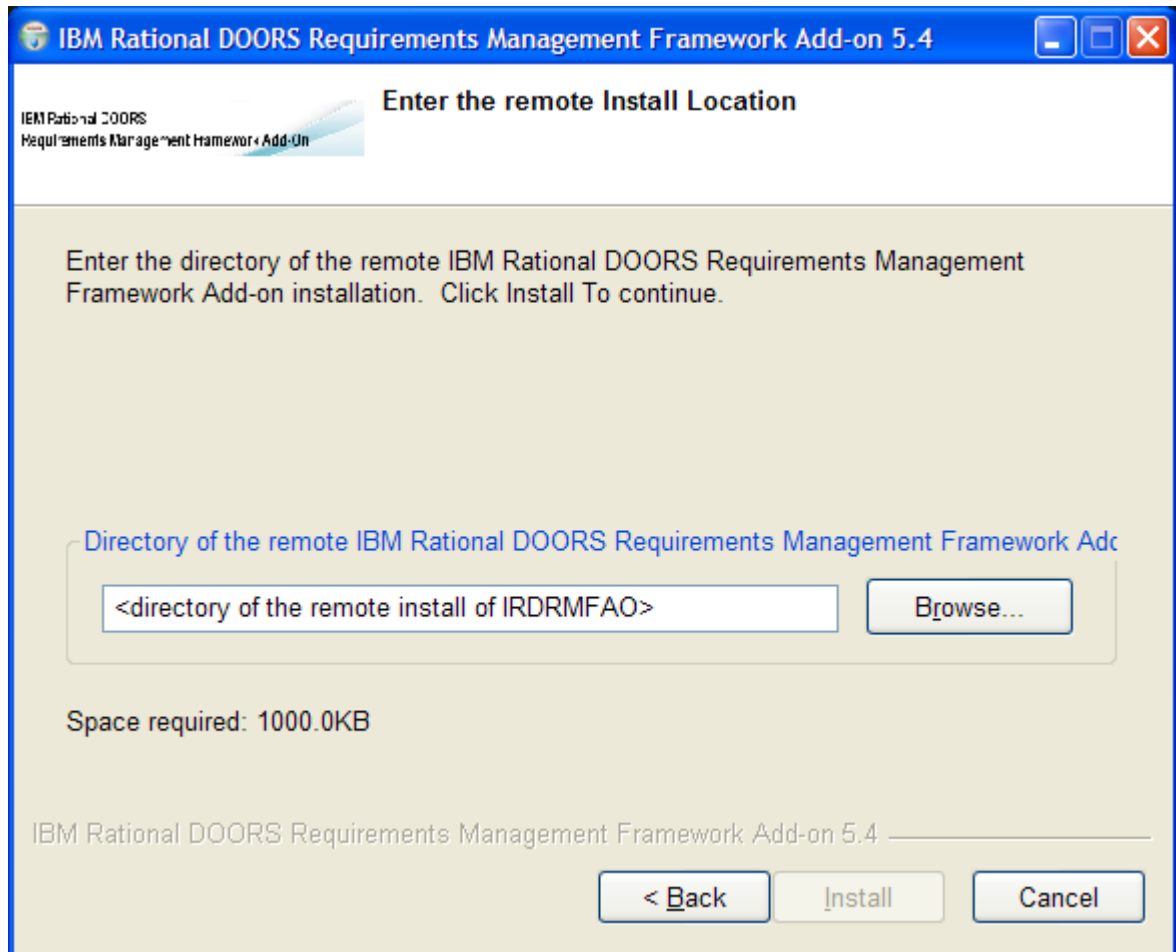 IBM Rational DOORS Requirements Management Framework Add-on 5.4
IBM Rational DOORS
Requirements Management Framework Add-On
Enter the remote Install Location
Enter the directory of the remote IBM Rational DOORS Requirements Management
Framework Add-on installation.  Click Install To continue.
Directory of the remote IBM Rational DOORS Requirements Management Framework Adc
<directory of the remote install of IRDRMFAO>
Browse...
Space required: 1000.0KB
IBM Rational DOORS Requirements Management Framework Add-on 5.4
< Back
Install
Cancel